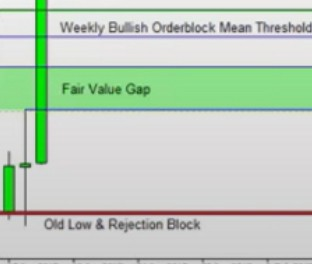 Weekly Bullish Orderblock Mean Threshold
Fair Value Gap
Old Low & Rejection Block